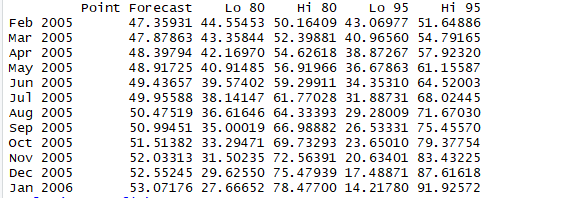 Point Forecast Lo 80 Hi 80 Lo 95 Hi 95
Feb 2005 47.35931 44.55453 50.16409 43.06977 51.64886
Mar 2005 47.87863 43.35844 52.39881 40.96560 54.79165
Apr 2005 48.39794 42.16970 54.62618 38.87267 57.92320
May 2005 48.91725 40.91485 56.91966 36.67863 61.15587
Jun 2005 49.43657 39.57402 59.29911 34.35310 64.52003
Jul 2005 49.95588 38.14147 61.77028 31.88731 68.02445
Aug 2005 50.47519 36.61646 64.33393 29.28009 71.67030
Sep 2005 50.99451 35.00019 66.98882 26.53331 75.45570
Oct 2005 51.51382 33.29471 69.73293 23.65010 79.37754
Nov 2005 52.03313 31.50235 72.56391 20.63401 83.43225
Dec 2005 52.55245 29.62550 75.47939 17.48871 87.61618
Jan 2006 53.07176 27.66652 78.47700 14.21780 91.92572